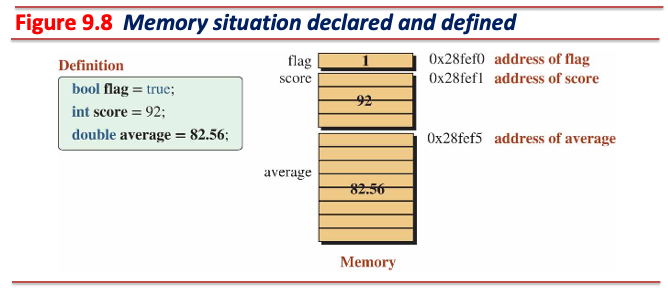 Figure 9.8 Memory situation declared and defined
Definition
bool flag = true;
int score = 92;
double average = 82.56;
flag 1 0x28fef0 address of flag
score 0x28fef1 address of score
92
0x28fef5 address of average
average
82.56
Memory